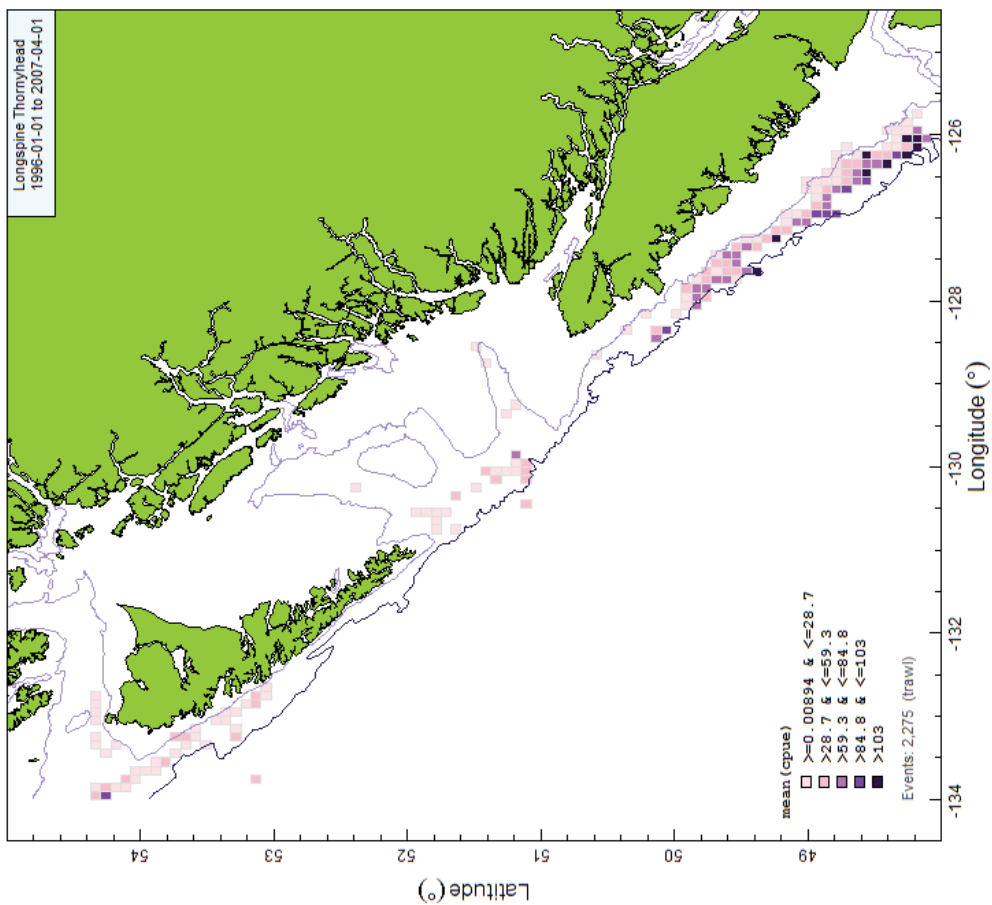 Longspine Thornyhead
1996-01-01 to 2007-04-01
Latitude (°)
54
53
52
51
50
49
mean(cpue)
>=0.00894 & <=28.7
>28.7 & <=59.3
>59.3 & <=84.8
>84.8 & <=103
>103
Events: 2,275 (trawl)
-134
-132
-130
-128
-126
Longitude (°)